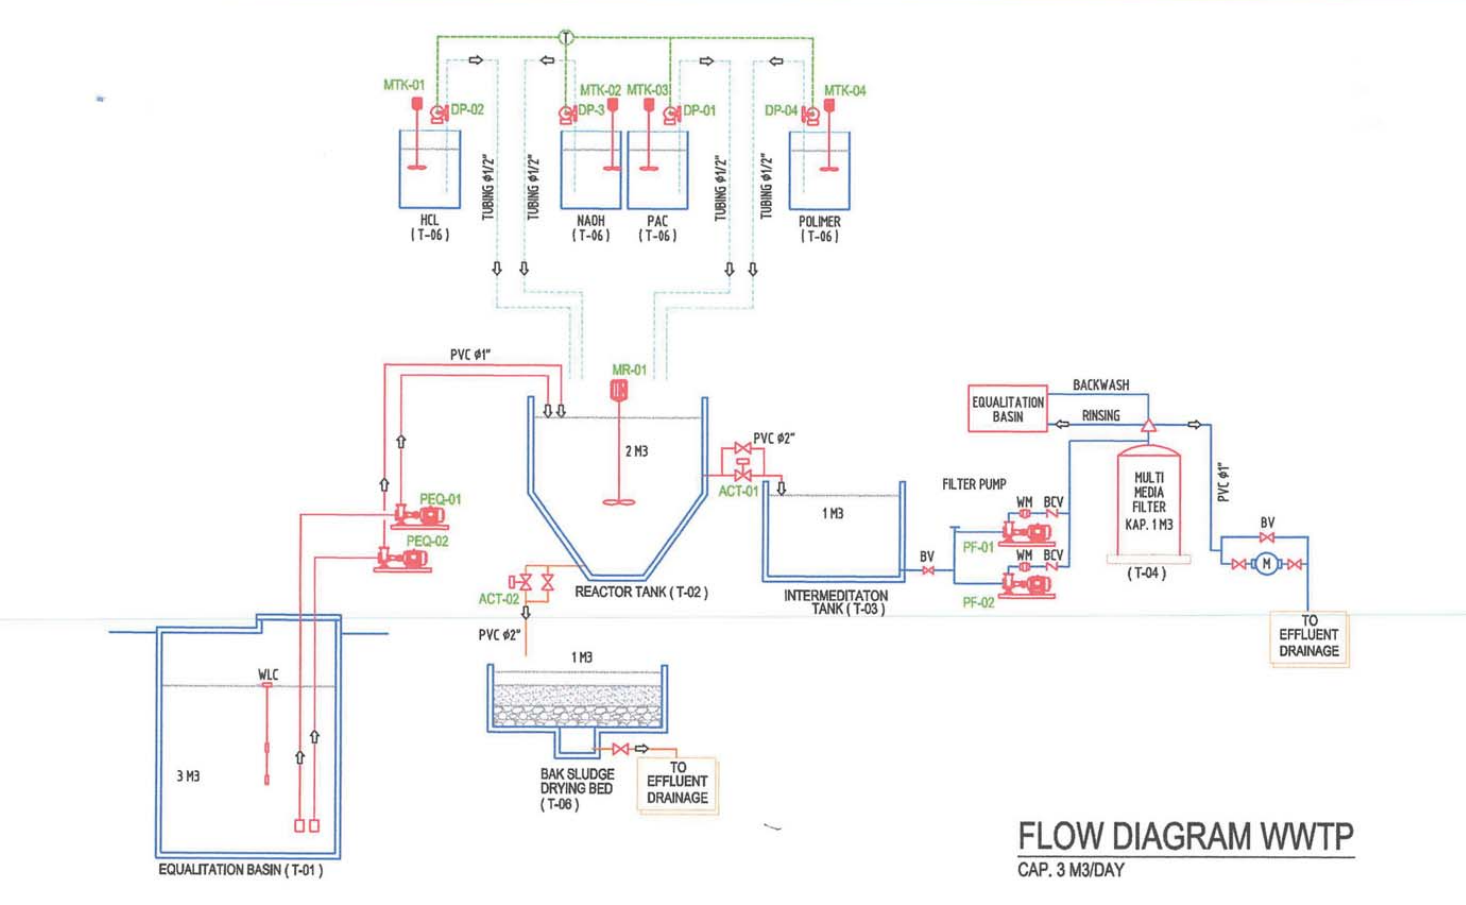 T
MTK-01
DP-02
DP-3
MTK-02
MTK-03
DP-01
DP-04
MTK-04
TUBING ø1/2"
TUBING ø1/2"
TUBING ø1/2"
TUBING ø1/2"
HCL
(T-06)
NAOH
(T-06)
PAC
(T-06)
POLIMER
(T-06)
PVC ø1"
MR-01
2 M3
PVC ø2"
ACT-01
PEQ-01
PEQ-02
REACTOR TANK (T-02)
ACT-02
PVC ø2"
1 M3
INTERMEDITATON
TANK (T-03)
BV
FILTER PUMP
WM
BCV
PF-01
WM
BCV
PF-02
EQUALITATION
BASIN
BACKWASH
RINSING
MULTI
MEDIA
FILTER
KAP. 1 M3
(T-04)
PVC ø1"
BV
M
TO
EFFLUENT
DRAINAGE
WLC
3 M3
EQUALITATION BASIN (T-01)
1 M3
BAK SLUDGE
DRYING BED
(T-06)
TO
EFFLUENT
DRAINAGE
FLOW DIAGRAM WWTP
CAP. 3 M3/DAY